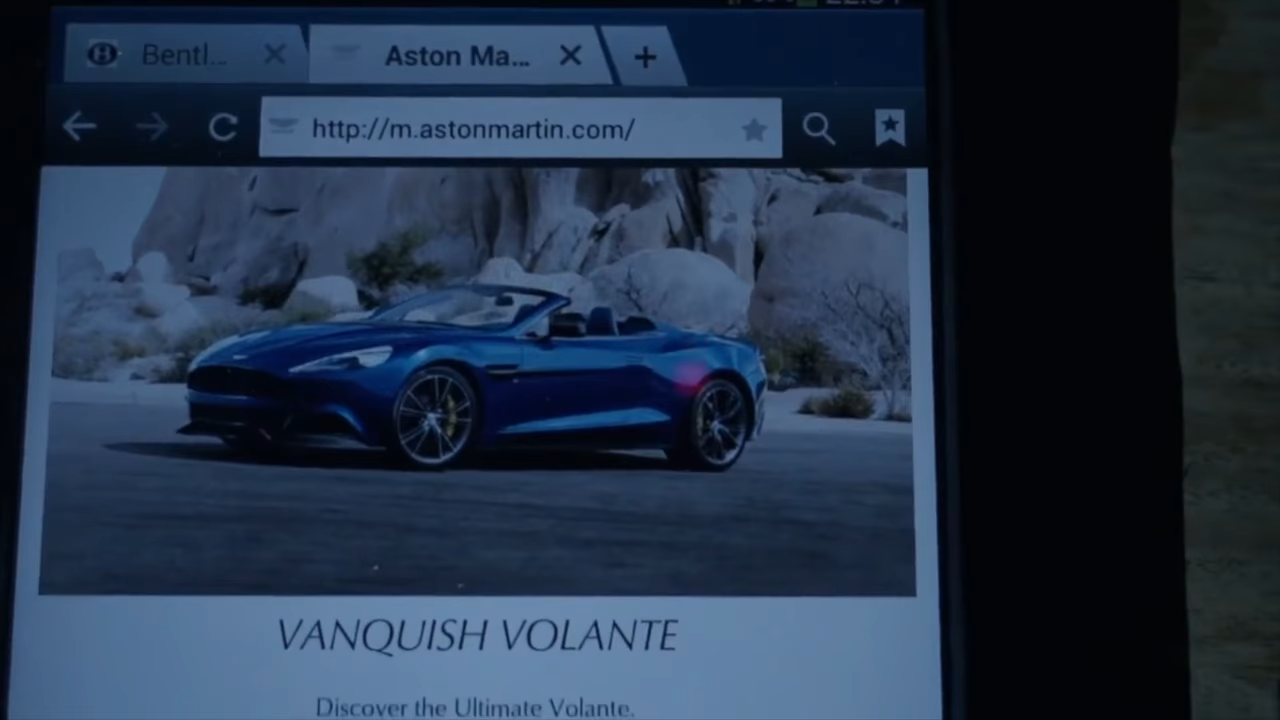 Bentl...
Aston Ma...
http://m.astonmartin.com/
VANQUISH VOLANTE
Discover the Ultimate Volante.